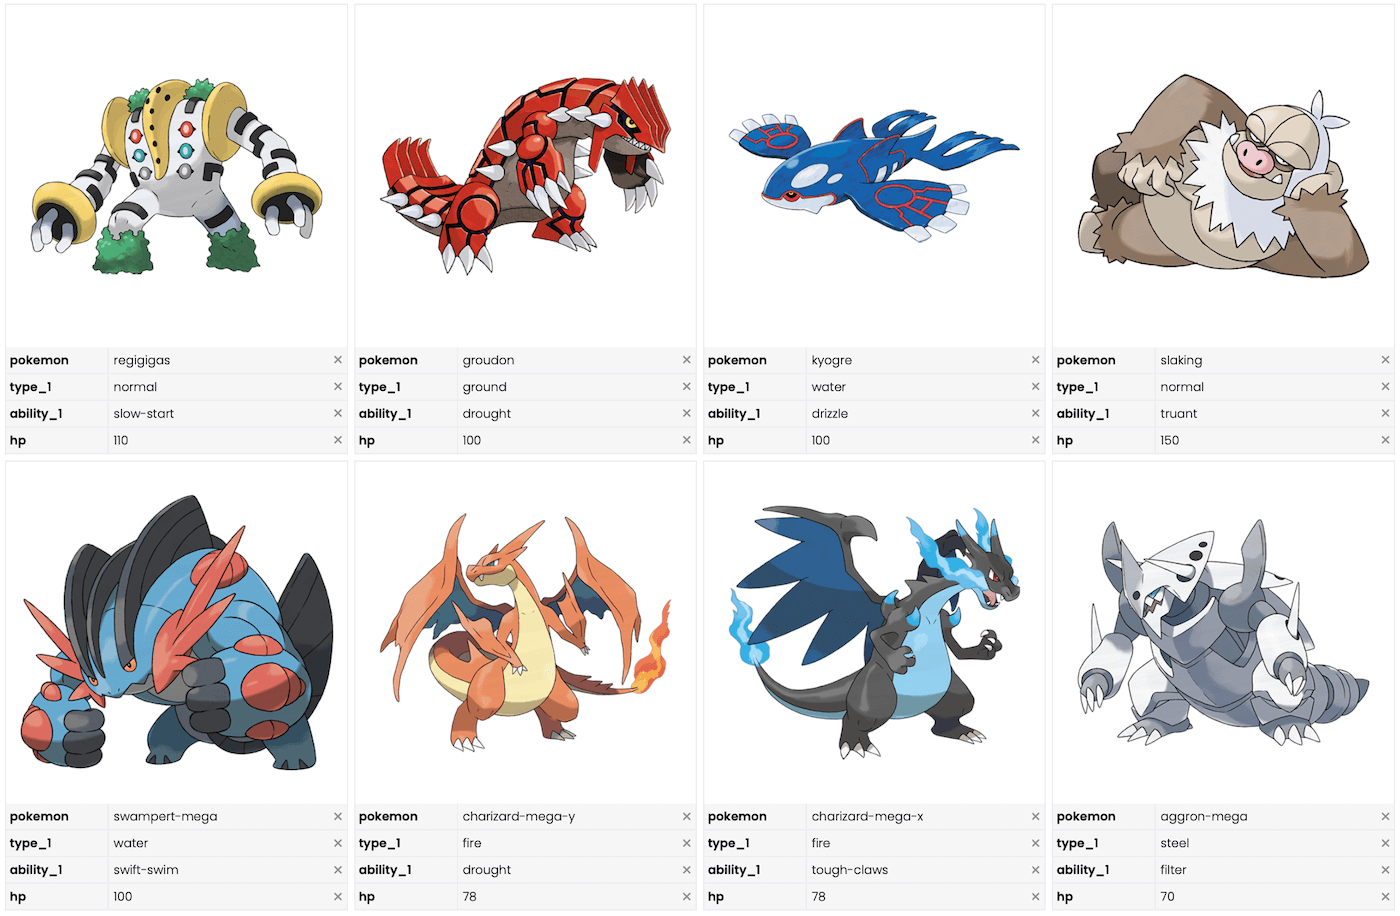 pokemon regigigas ×
type_1 normal ×
ability_1 slow-start ×
hp 110 ×
pokemon groudon ×
type_1 ground ×
ability_1 drought ×
hp 100 ×
pokemon kyogre ×
type_1 water ×
ability_1 drizzle ×
hp 100 ×
pokemon slaking ×
type_1 normal ×
ability_1 truant ×
hp 150 ×
pokemon swampert-mega ×
type_1 water ×
ability_1 swift-swim ×
hp 100 ×
pokemon charizard-mega-y ×
type_1 fire ×
ability_1 drought ×
hp 78 ×
pokemon charizard-mega-x ×
type_1 fire ×
ability_1 tough-claws ×
hp 78 ×
pokemon aggron-mega ×
type_1 steel ×
ability_1 filter ×
hp 70 ×